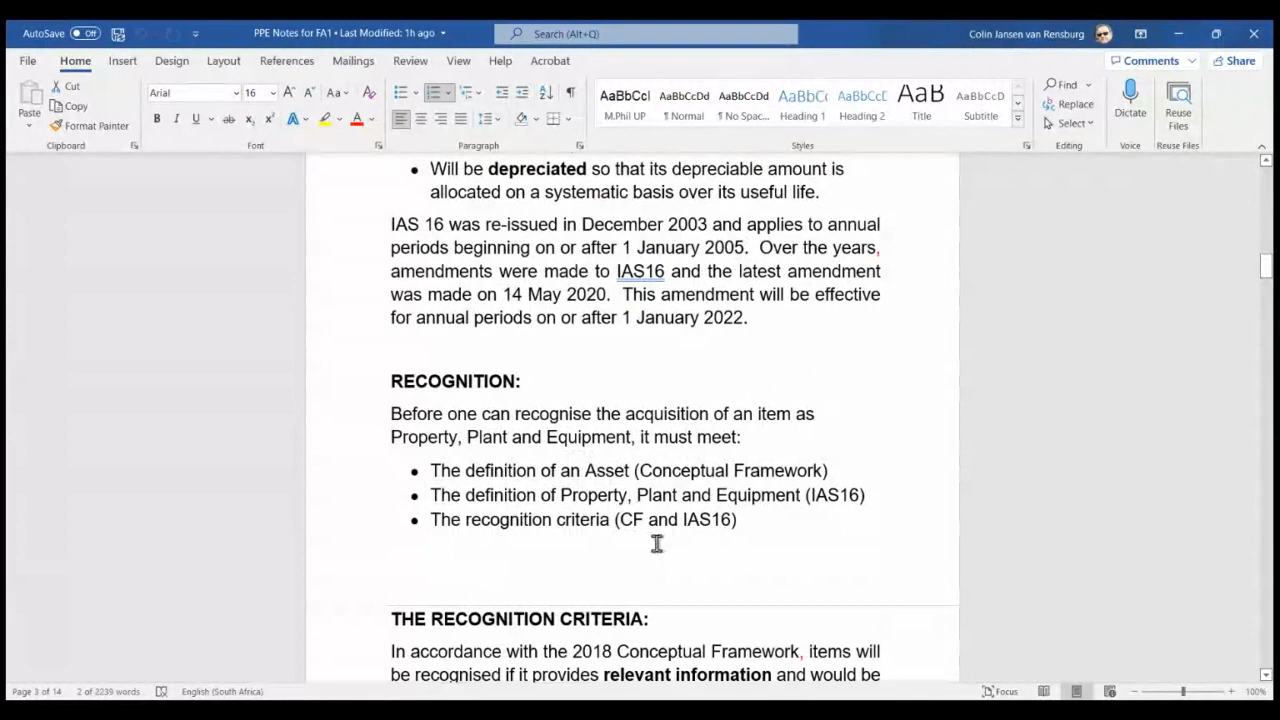 AutoSave Off PPE Notes for FA1 • Last Modified: 1h ago Search (Alt+Q) Colin Jansen van Rensburg
File Home Insert Design Layout References Mailings Review View Help Acrobat Comments Share
Paste Cut Copy Format Painter
Arial 16
AaBbCcI AaBbCcDd AaBbCcDd AaBbCc AaBbCcD AaB AaBbCcDd
M.Phil UP ¶ Normal ¶ No Spac... Heading 1 Heading 2 Title Subtitle
Find Replace Select Dictate Reuse Files
Clipboard Font Paragraph Styles Editing Voice Reuse Files
• Will be depreciated so that its depreciable amount is
allocated on a systematic basis over its useful life.
IAS 16 was re-issued in December 2003 and applies to annual
periods beginning on or after 1 January 2005. Over the years,
amendments were made to IAS16 and the latest amendment
was made on 14 May 2020. This amendment will be effective
for annual periods on or after 1 January 2022.
RECOGNITION:
Before one can recognise the acquisition of an item as
Property, Plant and Equipment, it must meet:
• The definition of an Asset (Conceptual Framework)
• The definition of Property, Plant and Equipment (IAS16)
• The recognition criteria (CF and IAS16)
THE RECOGNITION CRITERIA:
In accordance with the 2018 Conceptual Framework, items will
be recognised if it provides relevant information and would be
Page 3 of 14 2 of 2239 words English (South Africa) Focus 100%